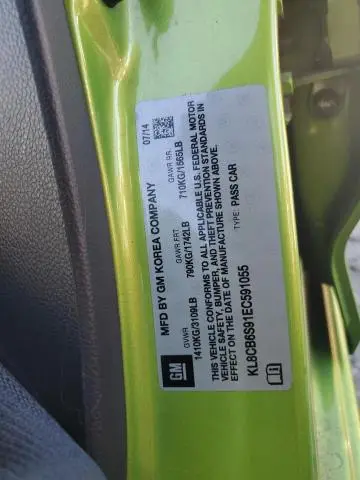 MFD BY GM KOREA COMPANY 07/14
GVWR GAWR FRT GAWR RR
1410KG/3109LB 790KG/1742LB 710KG/1565LB
GM
THIS VEHICLE CONFORMS TO ALL APPLICABLE U.S. FEDERAL MOTOR
VEHICLE SAFETY, BUMPER, AND THEFT PREVENTION STANDARDS IN
EFFECT ON THE DATE OF MANUFACTURE SHOWN ABOVE.
KL8CB6S91EC591055 TYPE: PASS CAR